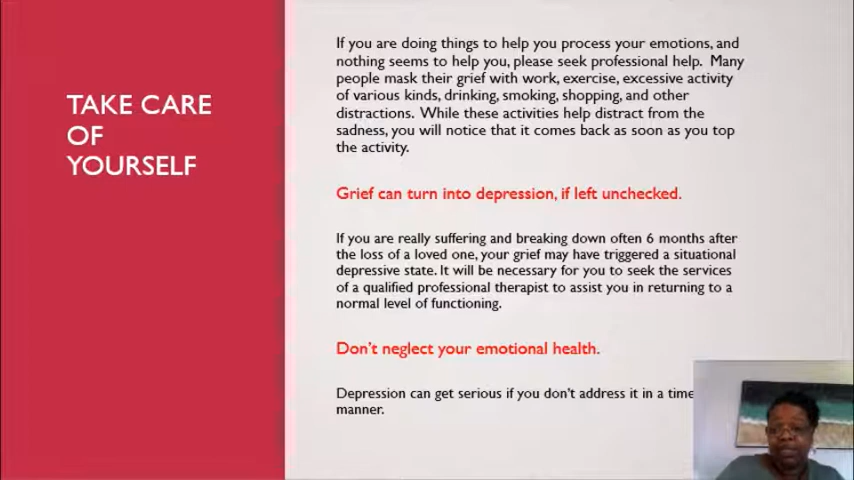 TAKE CARE
OF
YOURSELF
If you are doing things to help you process your emotions, and
nothing seems to help you, please seek professional help. Many
people mask their grief with work, exercise, excessive activity
of various kinds, drinking, smoking, shopping, and other
distractions. While these activities help distract from the
sadness, you will notice that it comes back as soon as you top
the activity.
Grief can turn into depression, if left unchecked.
If you are really suffering and breaking down often 6 months after
the loss of a loved one, your grief may have triggered a situational
depressive state. It will be necessary for you to seek the services
of a qualified professional therapist to assist you in returning to a
normal level of functioning.
Don't neglect your emotional health.
Depression can get serious if you don't address it in a time
manner.